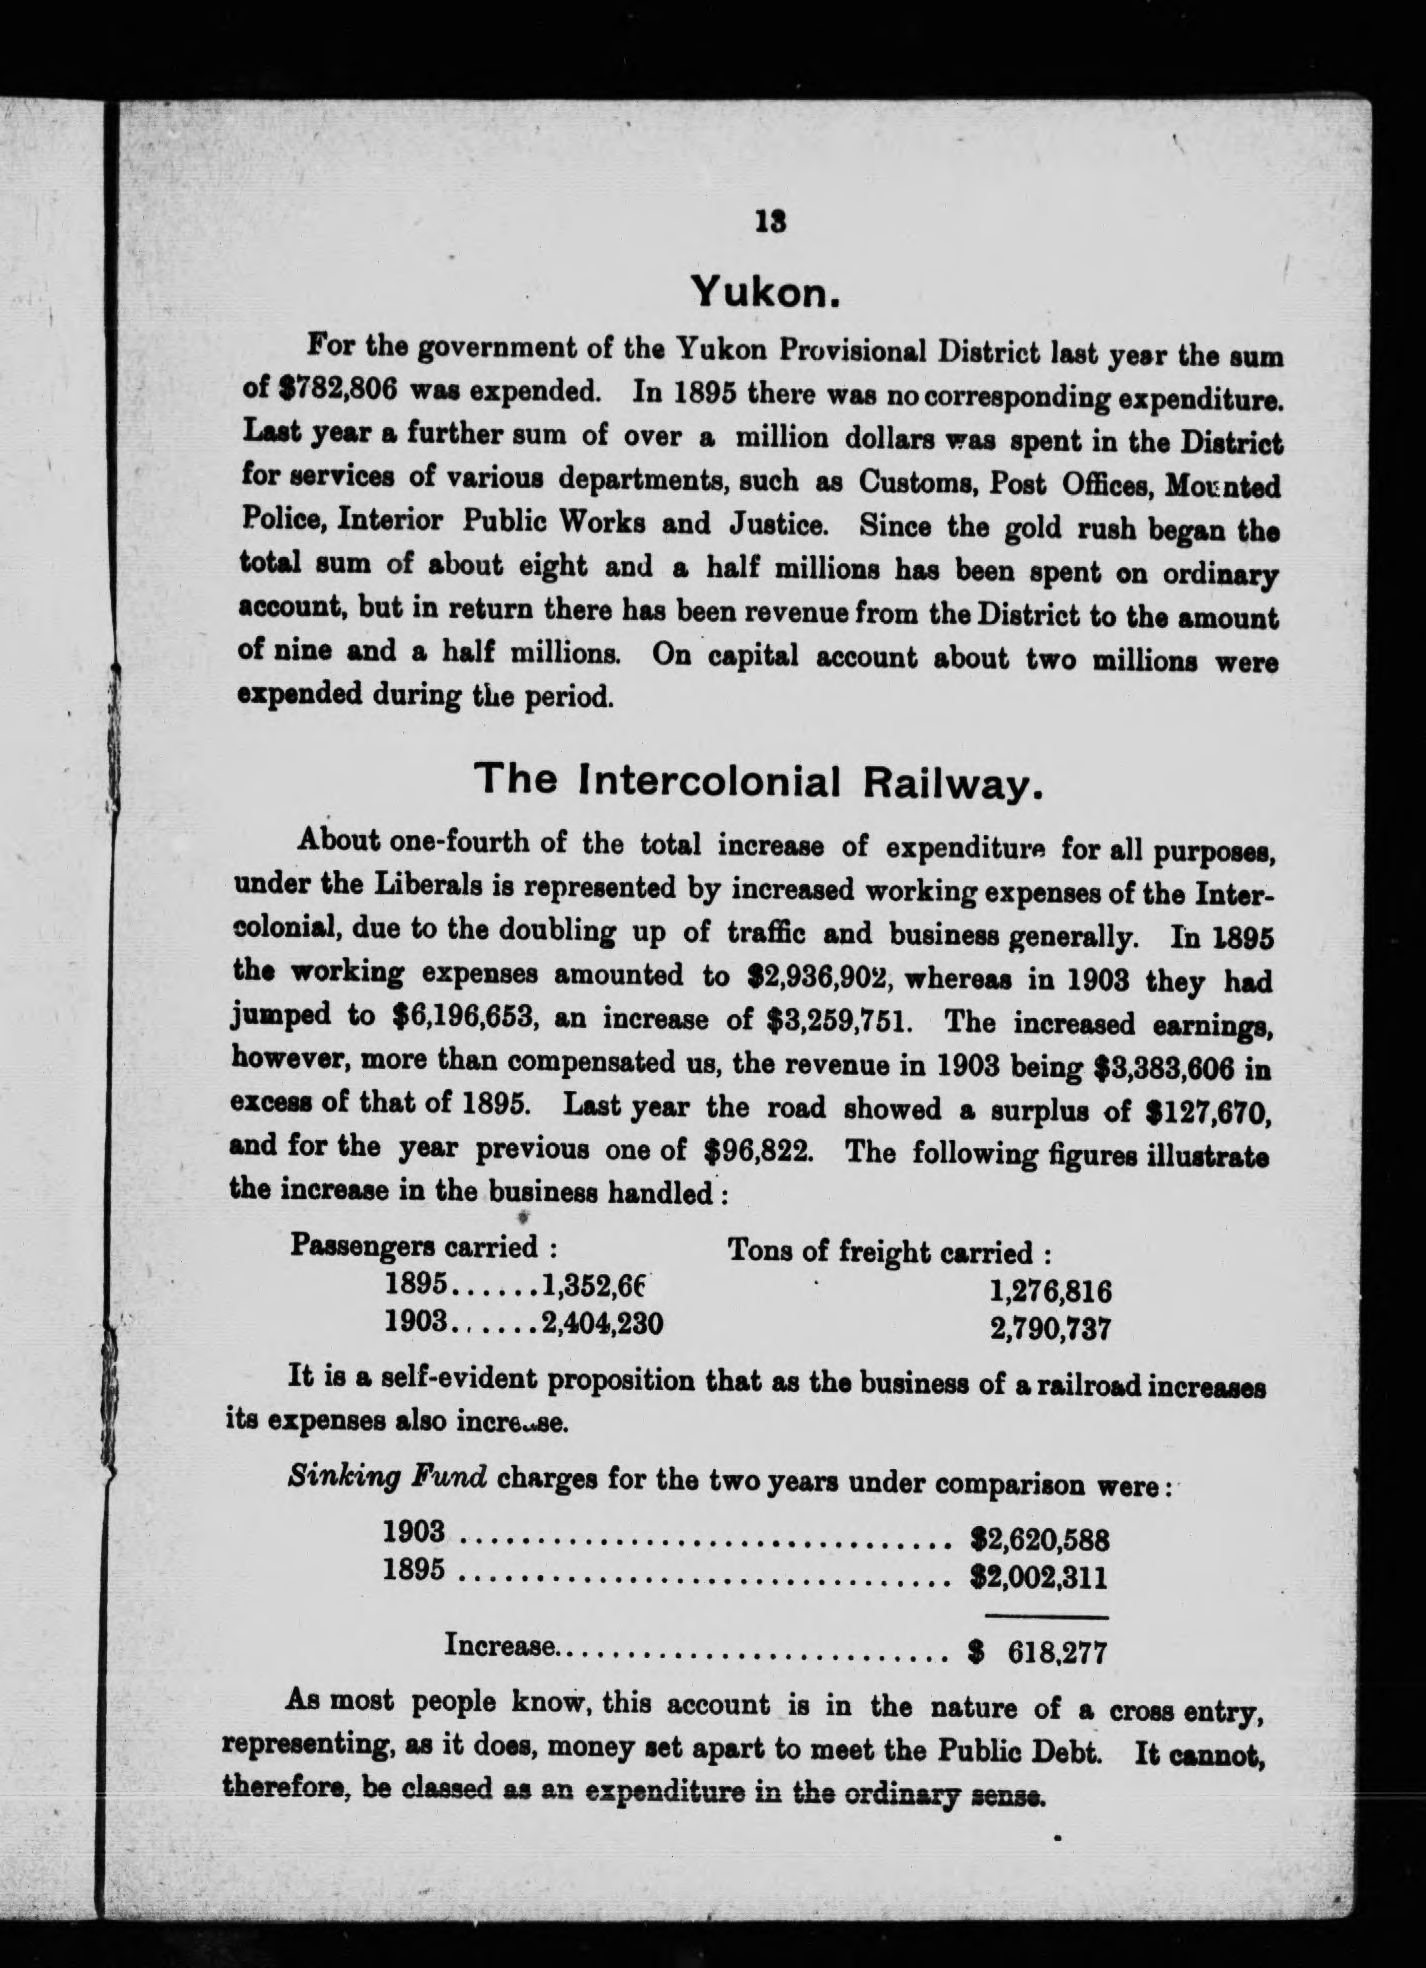 13
Yukon.
For the government of the Yukon Provisional District last year the sum
of $782,806 was expended. In 1895 there was no corresponding expenditure.
Last year a further sum of over a million dollars was spent in the District
for services of various departments, such as Customs, Post Offices, Mounted
Police, Interior Public Works and Justice. Since the gold rush began the
total sum of about eight and a half millions has been spent on ordinary
account, but in return there has been revenue from the District to the amount
of nine and a half millions. On capital account about two millions were
expended during the period.
The Intercolonial Railway.
About one-fourth of the total increase of expenditure for all purposes,
under the Liberals is represented by increased working expenses of the Inter-
colonial, due to the doubling up of traffic and business generally. In 1895
the working expenses amounted to $2,936,902, whereas in 1903 they had
jumped to $6,196,653, an increase of $3,259,751. The increased earnings,
however, more than compensated us, the revenue in 1903 being $3,383,606 in
excess of that of 1895. Last year the road showed a surplus of $127,670,
and for the year previous one of $96,822. The following figures illustrate
the increase in the business handled :
Passengers carried : Tons of freight carried :
1895...... 1,276,816
1903......2,404,230 2,790,737
It is a self-evident proposition that as the business of a railroad increases
its expenses also increase.
Sinking Fund charges for the two years under comparison were :
1903 ................................ $2,620,588
1895 ................................ $2,002,311
Increase.......................... $ 618,277
As most people know, this account is in the nature of a cross entry,
representing, as it does, money set apart to meet the Public Debt. It cannot,
therefore, be classed as an expenditure in the ordinary sense.